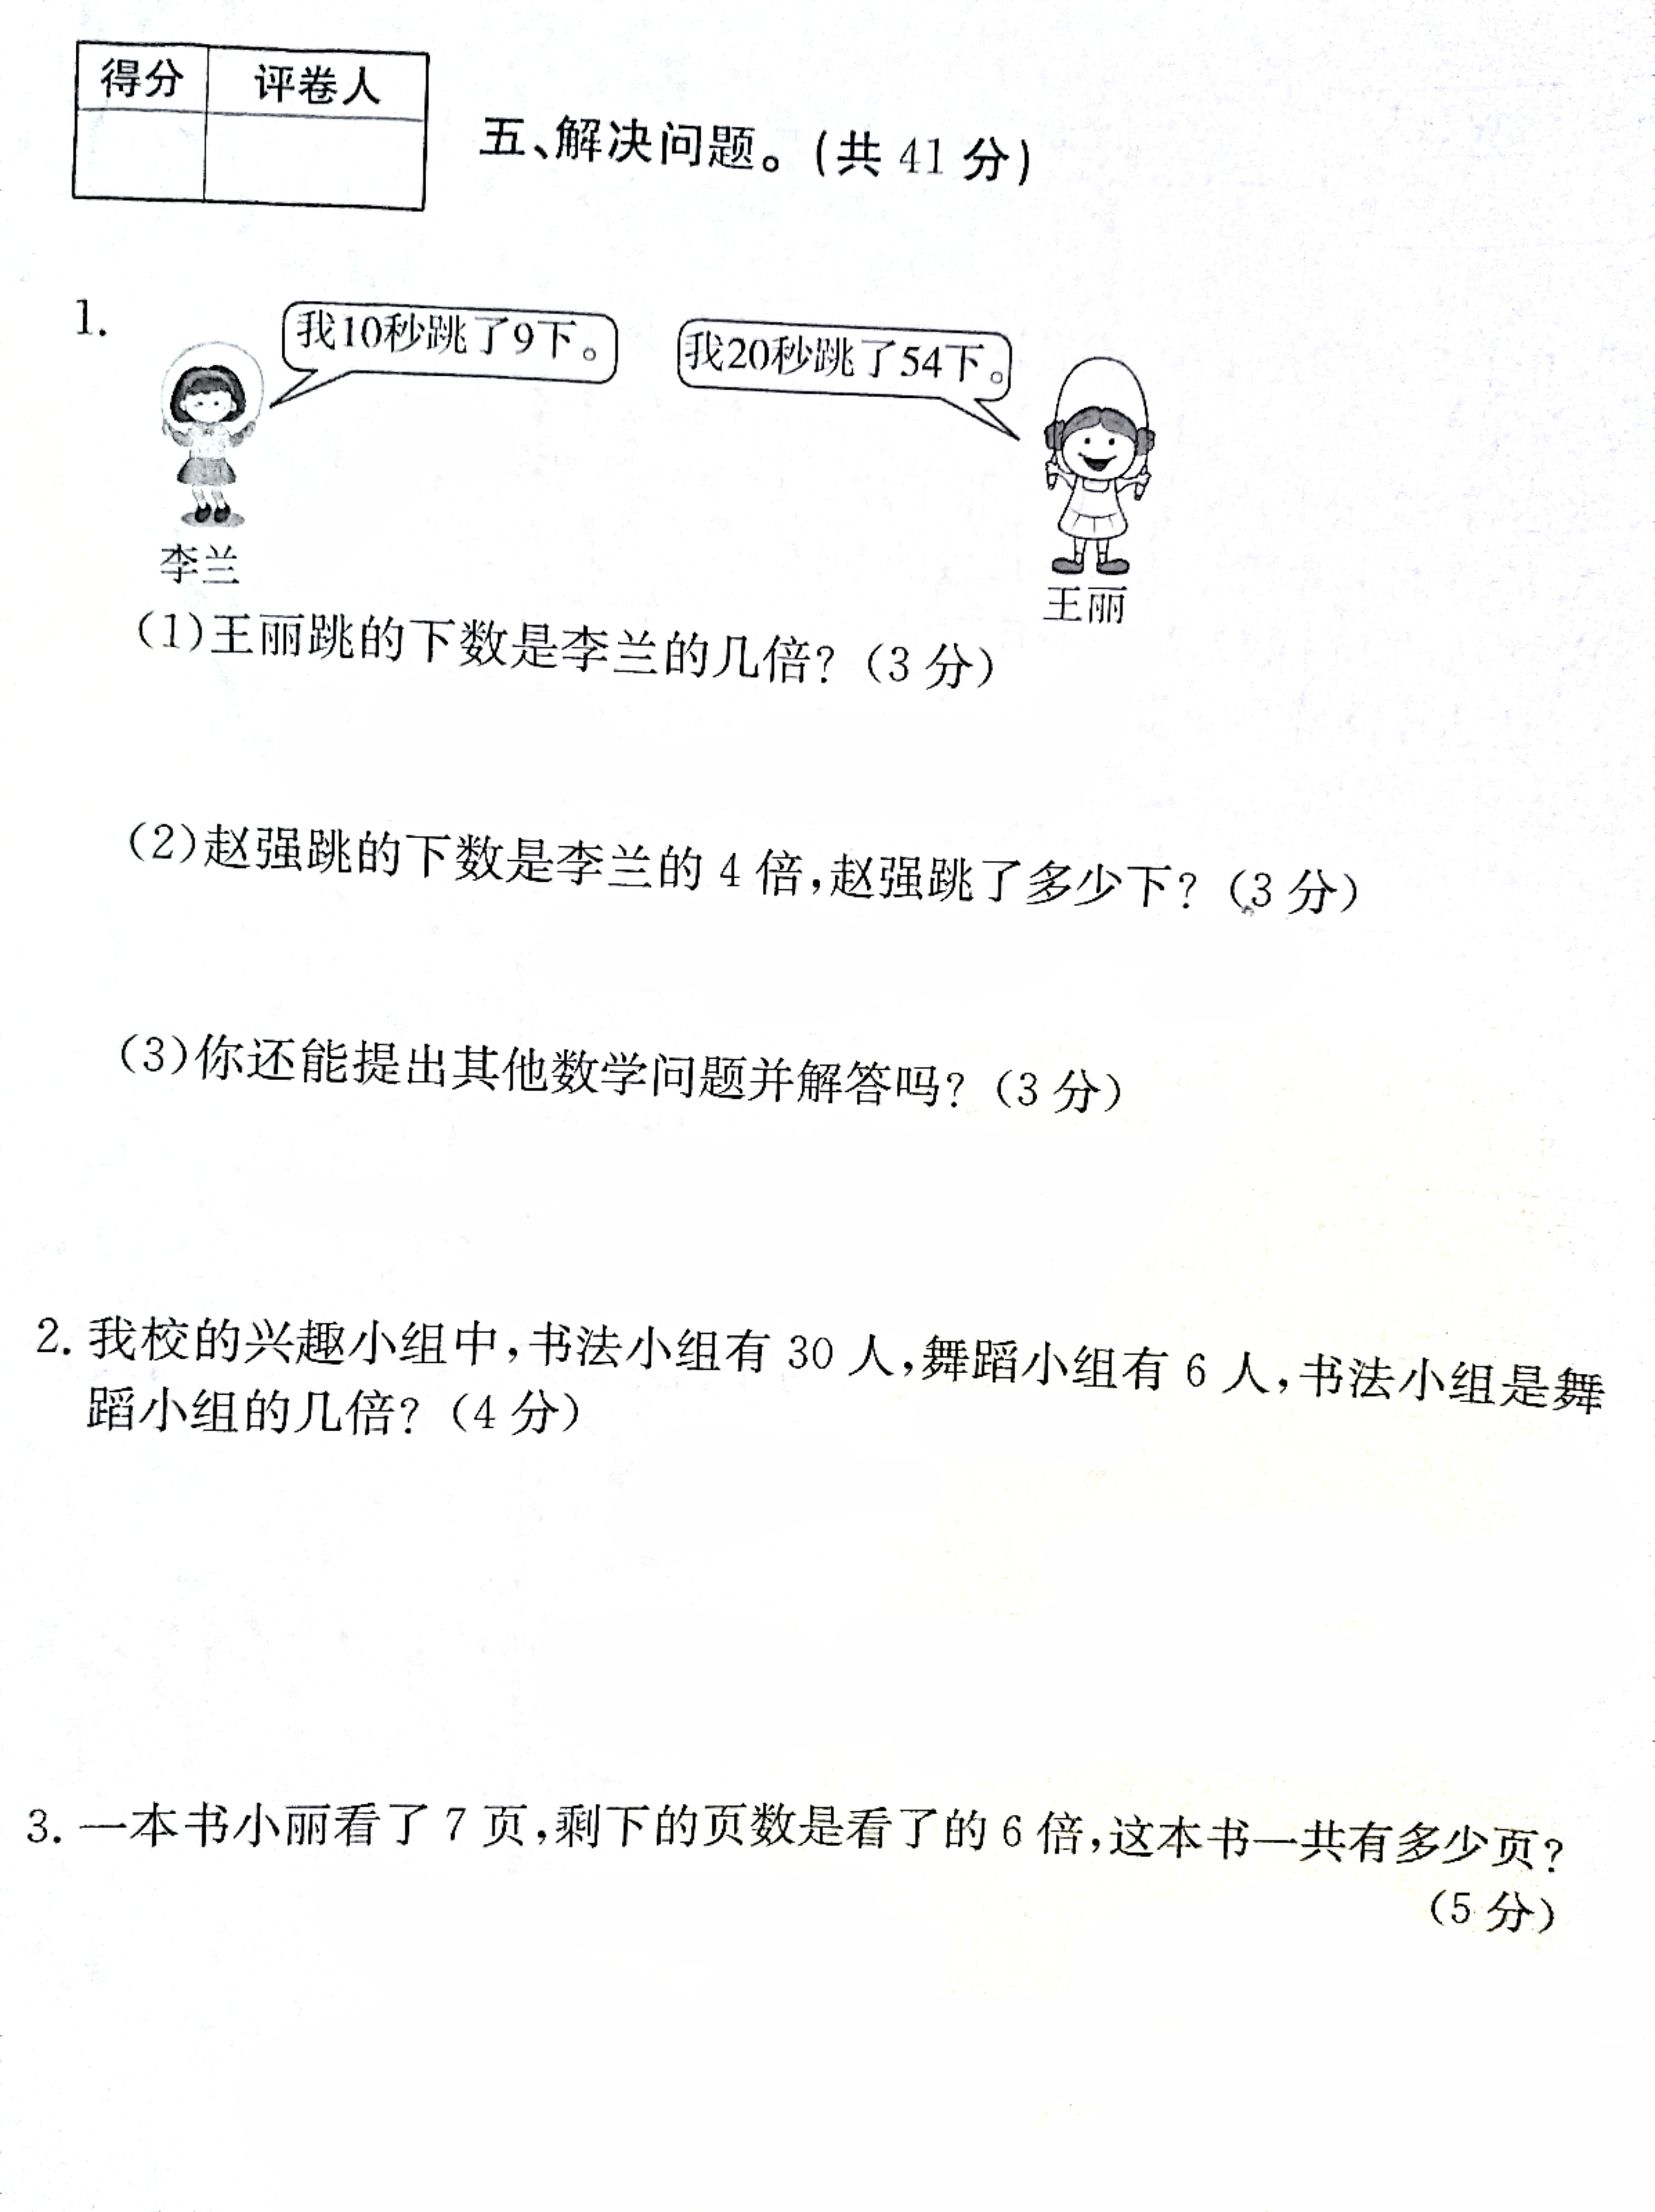 得分 评卷人
五、解决问题。(共 41 分)
1.
我10秒跳了9下。 我20秒跳了54下。
李兰
王丽
(1)王丽跳的下数是李兰的几倍?(3 分)
(2)赵强跳的下数是李兰的 4 倍,赵强跳了多少下?(3 分)
(3)你还能提出其他数学问题并解答吗?(3 分)
2. 我校的兴趣小组中,书法小组有 30 人,舞蹈小组有 6 人,书法小组是舞
蹈小组的几倍?(4 分)
3. 一本书小丽看了 7 页,剩下的页数是看了的 6 倍,这本书一共有多少页?
(5 分)